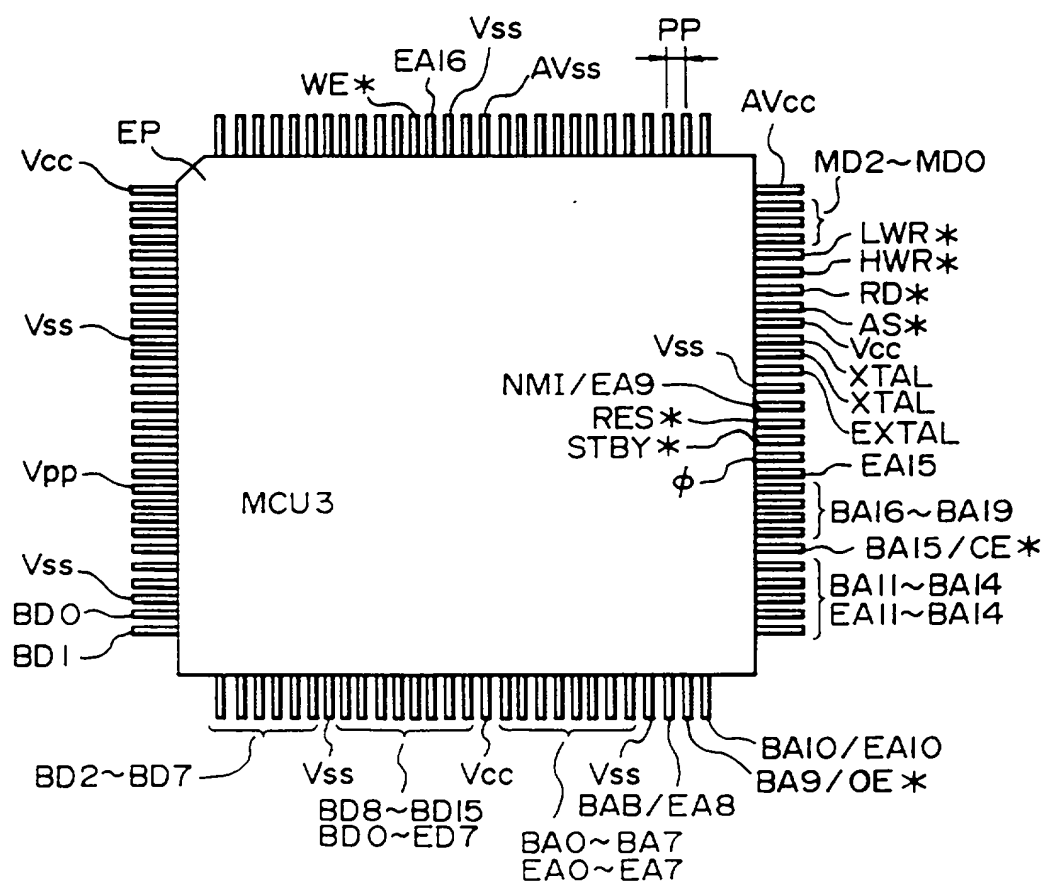 PP
Vss
EA16
AVss
WE*
AVcc
EP
Vcc
MD2~MD0
LWR*
HWR*
RD*
AS*
Vcc
XTAL
XTAL
EXTAL
EA15
BA16~BA19
BA15/CE*
BA11~BA14
EA11~BA14
Vss
NMI/EA9
RES*
STBY*
φ
MCU3
Vss
Vpp
Vss
BD0
BD1
BD2~BD7
Vss
BD8~BD15
BD0~ED7
Vcc
BA0~BA7
EA0~EA7
Vss
BAB/EA8
BA9/OE*
BA10/EA10